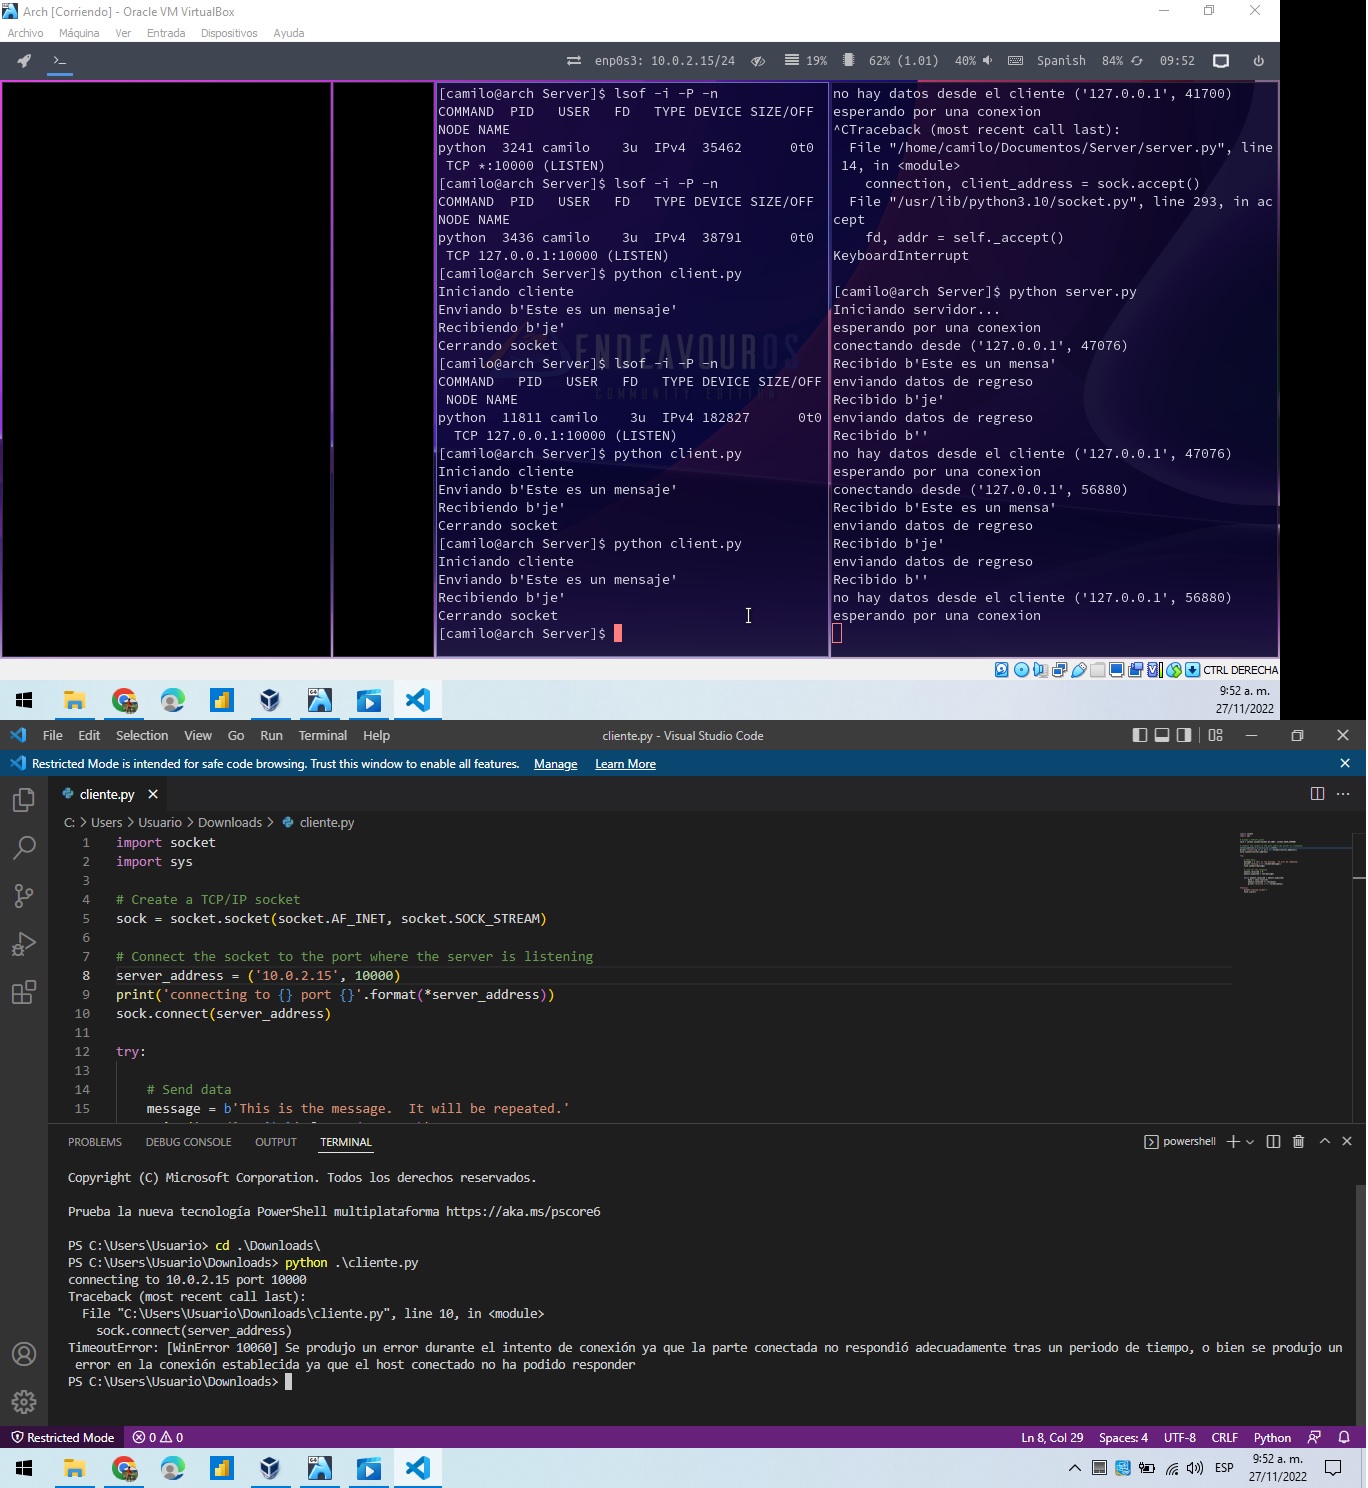 Arch [Corriendo] - Oracle VM VirtualBox
Archivo Máquina Ver Entrada Dispositivos Ayuda
enp0s3: 10.0.2.15/24 19% 62% (1.01) 40% Spanish 84% 09:52
[camilo@arch Server]$ lsof -i -P -n
COMMAND PID USER FD TYPE DEVICE SIZE/OFF
NODE NAME
python 3241 camilo 3u IPv4 35462 0t0
TCP *:10000 (LISTEN)
[camilo@arch Server]$ lsof -i -P -n
COMMAND PID USER FD TYPE DEVICE SIZE/OFF
NODE NAME
python 3436 camilo 3u IPv4 38791 0t0
TCP 127.0.0.1:10000 (LISTEN)
[camilo@arch Server]$ python client.py
Iniciando cliente
Enviando b'Este es un mensaje'
Recibiendo b'je'
Cerrando socket
[camilo@arch Server]$ lsof -i -P -n
COMMAND PID USER FD TYPE DEVICE SIZE/OFF
NODE NAME
python 11811 camilo 3u IPv4 182827 0t0
TCP 127.0.0.1:10000 (LISTEN)
[camilo@arch Server]$ python client.py
Iniciando cliente
Enviando b'Este es un mensaje'
Recibiendo b'je'
Cerrando socket
[camilo@arch Server]$ python client.py
Iniciando cliente
Enviando b'Este es un mensaje'
Recibiendo b'je'
Cerrando socket
[camilo@arch Server]$
ENDEAVOUROS
COMMUNITY EDITION
no hay datos desde el cliente ('127.0.0.1', 41700)
esperando por una conexion
^CTraceback (most recent call last):
File "/home/camilo/Documentos/Server/server.py", line
14, in <module>
connection, client_address = sock.accept()
File "/usr/lib/python3.10/socket.py", line 293, in ac
cept
fd, addr = self._accept()
KeyboardInterrupt
[camilo@arch Server]$ python server.py
Iniciando servidor...
esperando por una conexion
conectando desde ('127.0.0.1', 47076)
Recibido b'Este es un mensa'
enviando datos de regreso
Recibido b'je'
enviando datos de regreso
Recibido b''
no hay datos desde el cliente ('127.0.0.1', 47076)
esperando por una conexion
conectando desde ('127.0.0.1', 56880)
Recibido b'Este es un mensa'
enviando datos de regreso
Recibido b'je'
enviando datos de regreso
Recibido b''
no hay datos desde el cliente ('127.0.0.1', 56880)
esperando por una conexion
CTRL DERECHA
9:52 a. m.
27/11/2022
File Edit Selection View Go Run Terminal Help cliente.py - Visual Studio Code
Restricted Mode is intended for safe code browsing. Trust this window to enable all features. Manage Learn More
cliente.py
C: > Users > Usuario > Downloads > cliente.py
1 import socket
2 import sys
3
4 # Create a TCP/IP socket
5 sock = socket.socket(socket.AF_INET, socket.SOCK_STREAM)
6
7 # Connect the socket to the port where the server is listening
8 server_address = ('10.0.2.15', 10000)
9 print('connecting to {} port {}'.format(*server_address))
10 sock.connect(server_address)
11
12 try:
13
14 # Send data
15 message = b'This is the message.  It will be repeated.'
PROBLEMS DEBUG CONSOLE OUTPUT TERMINAL powershell
Copyright (C) Microsoft Corporation. Todos los derechos reservados.
Prueba la nueva tecnología PowerShell multiplataforma https://aka.ms/pscore6
PS C:\Users\Usuario> cd .\Downloads\
PS C:\Users\Usuario\Downloads> python .\cliente.py
connecting to 10.0.2.15 port 10000
Traceback (most recent call last):
File "C:\Users\Usuario\Downloads\cliente.py", line 10, in <module>
sock.connect(server_address)
TimeoutError: [WinError 10060] Se produjo un error durante el intento de conexión ya que la parte conectada no respondió adecuadamente tras un periodo de tiempo, o bien se produjo un
error en la conexión establecida ya que el host conectado no ha podido responder
PS C:\Users\Usuario\Downloads>
Restricted Mode 0 0 Ln 8, Col 29 Spaces: 4 UTF-8 CRLF Python
ESP
9:52 a. m.
27/11/2022